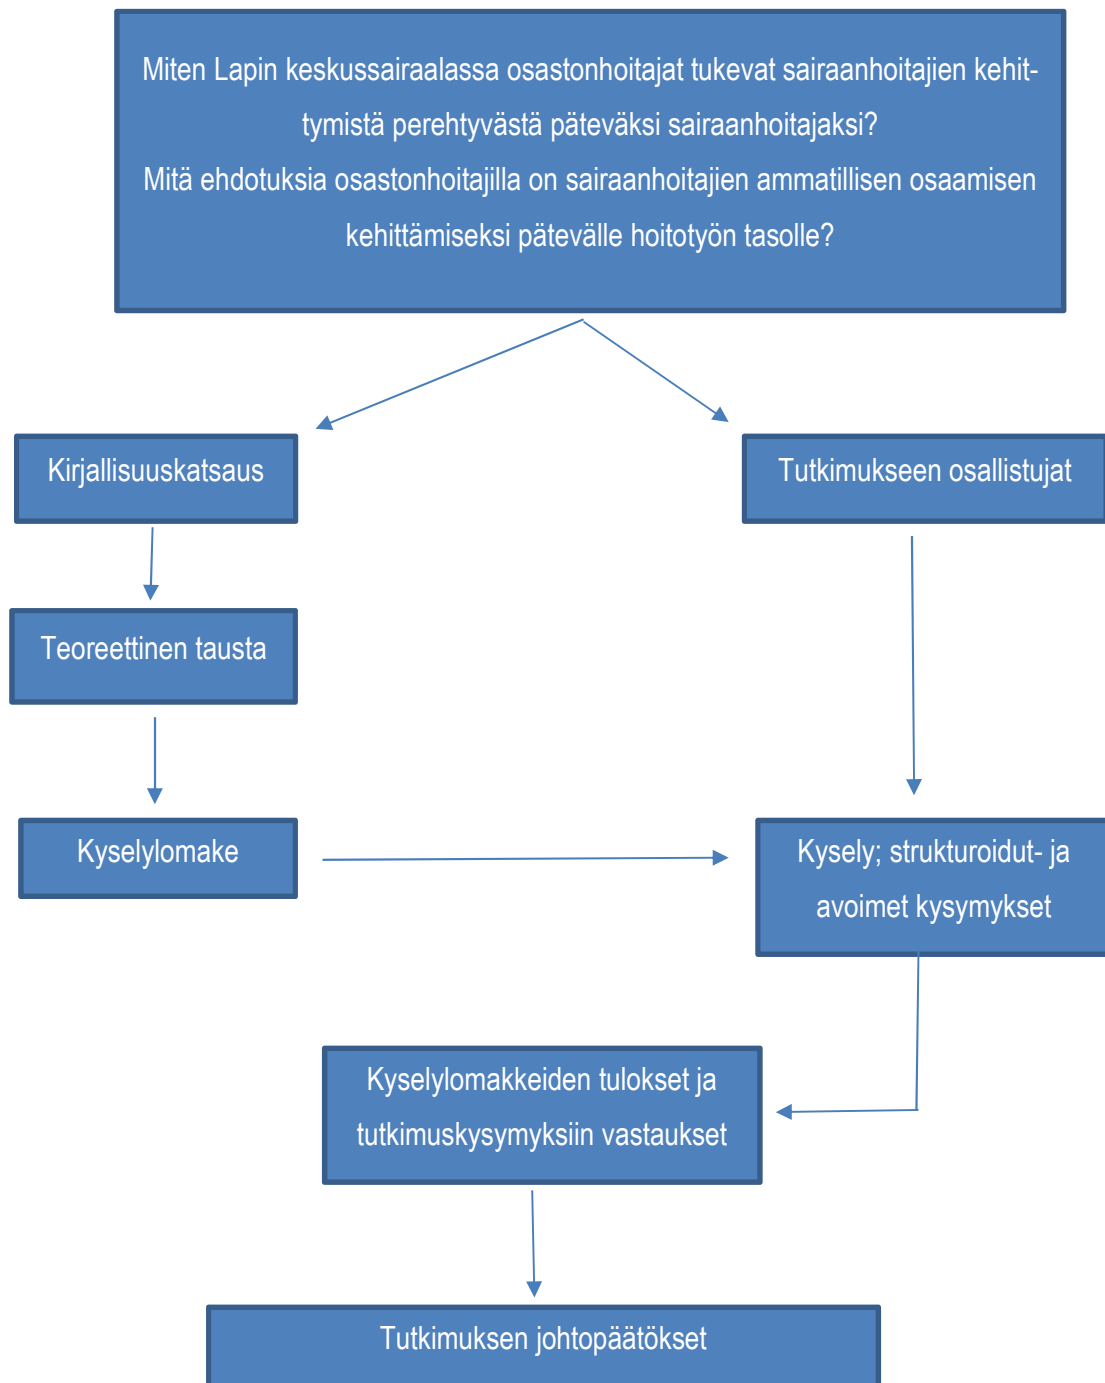 Miten Lapin keskussairaalassa osastonhoitajat tukevat sairaanhoitajien kehit-
tymistä perehtyvästä päteväksi sairaanhoitajaksi?
Mitä ehdotuksia osastonhoitajilla on sairaanhoitajien ammatillisen osaamisen
kehittämiseksi pätevälle hoitotyön tasolle?
Kirjallisuuskatsaus
Tutkimukseen osallistujat
Teoreettinen tausta
Kyselylomake
Kysely; strukturoidut- ja
avoimet kysymykset
Kyselylomakkeiden tulokset ja
tutkimuskysymyksiin vastaukset
Tutkimuksen johtopäätökset